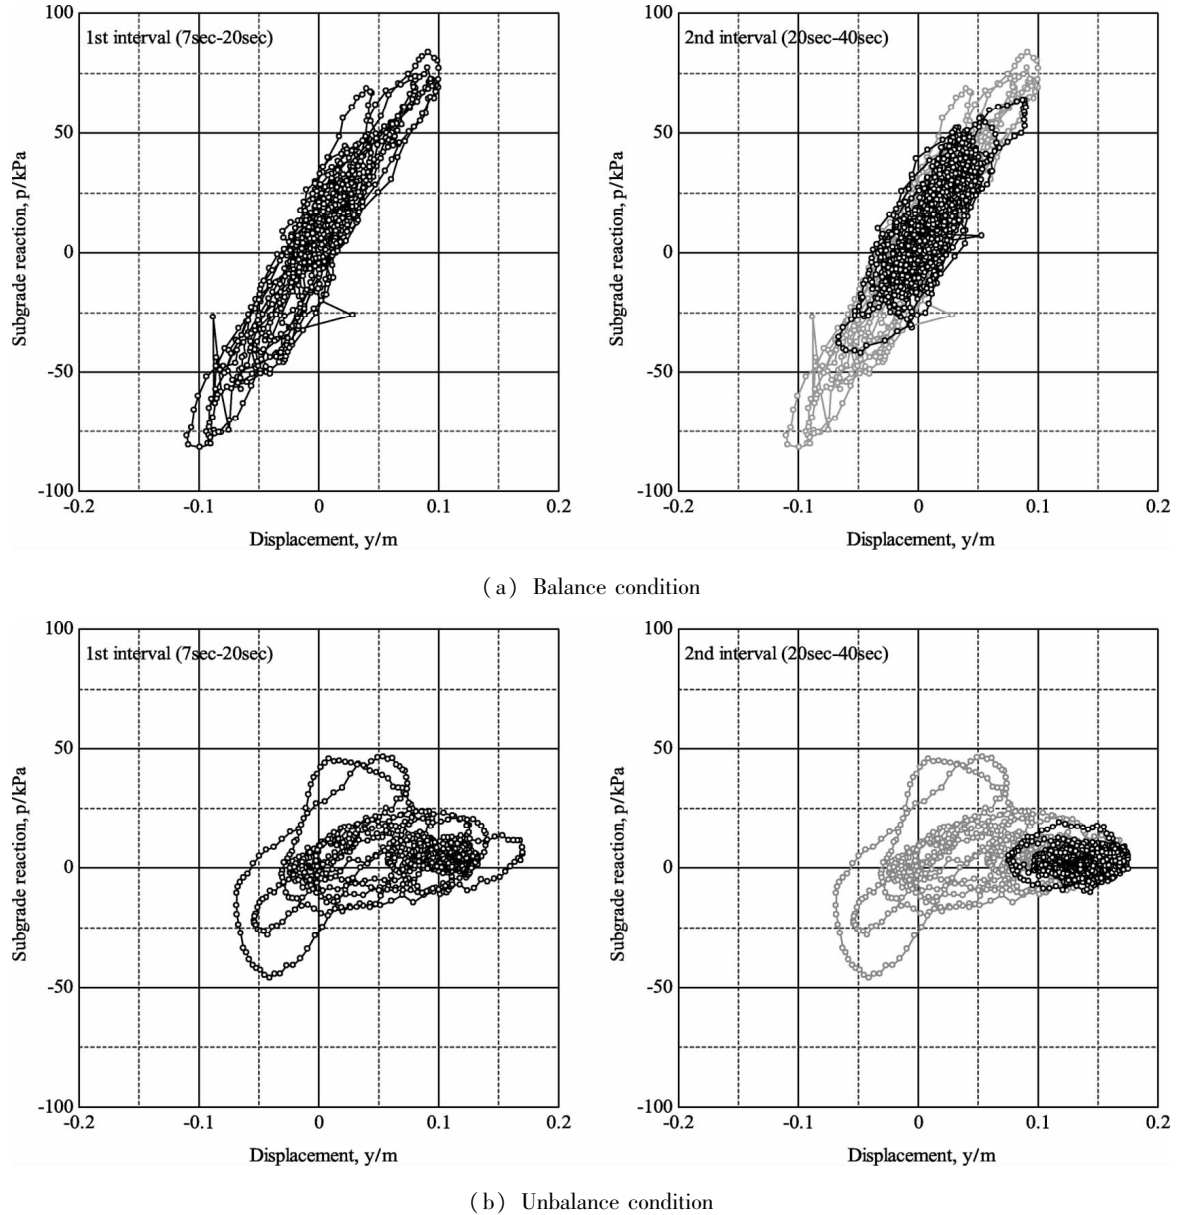 1st interval (7sec-20sec)
100
50
0
-50
-100
Subgrade reaction, p/kPa
-0.2 -0.1 0 0.1 0.2
Displacement, y/m
2nd interval (20sec-40sec)
100
50
0
-50
-100
Subgrade reaction, p/kPa
-0.2 -0.1 0 0.1 0.2
Displacement, y/m
(a) Balance condition
1st interval (7sec-20sec)
100
50
0
-50
-100
Subgrade reaction, p/kPa
-0.2 -0.1 0 0.1 0.2
Displacement, y/m
2nd interval (20sec-40sec)
100
50
0
-50
-100
Subgrade reaction, p/kPa
-0.2 -0.1 0 0.1 0.2
Displacement, y/m
(b) Unbalance condition